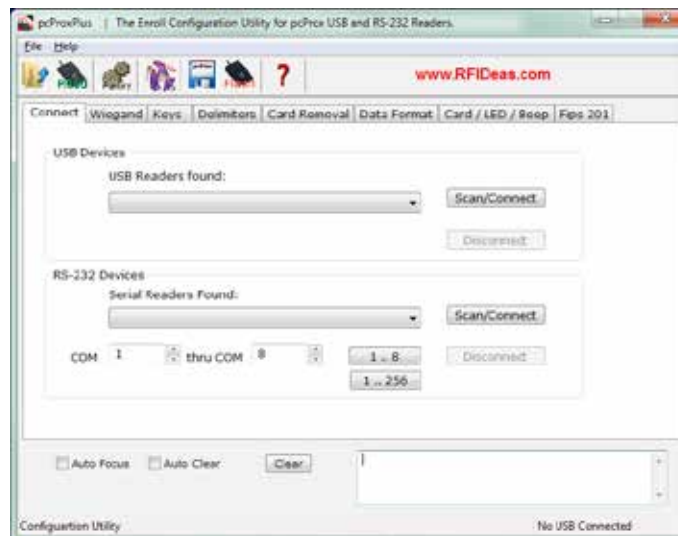 pcProxPlus | The Enroll Configuration Utility for pcProx USB and RS-232 Readers.
File Help
? www.RFIDeas.com
Connect Wiegand Keys Delimiters Card Removal Data Format Card / LED / Beep Fips 201
USB Devices
USB Readers found:
Scan/Connect
Disconnect
RS-232 Devices
Serial Readers Found:
Scan/Connect
COM 1 thru COM 8 1 .. 8 Disconnect
1 .. 256
Auto Focus Auto Clear Clear
Configuartion Utility No USB Connected